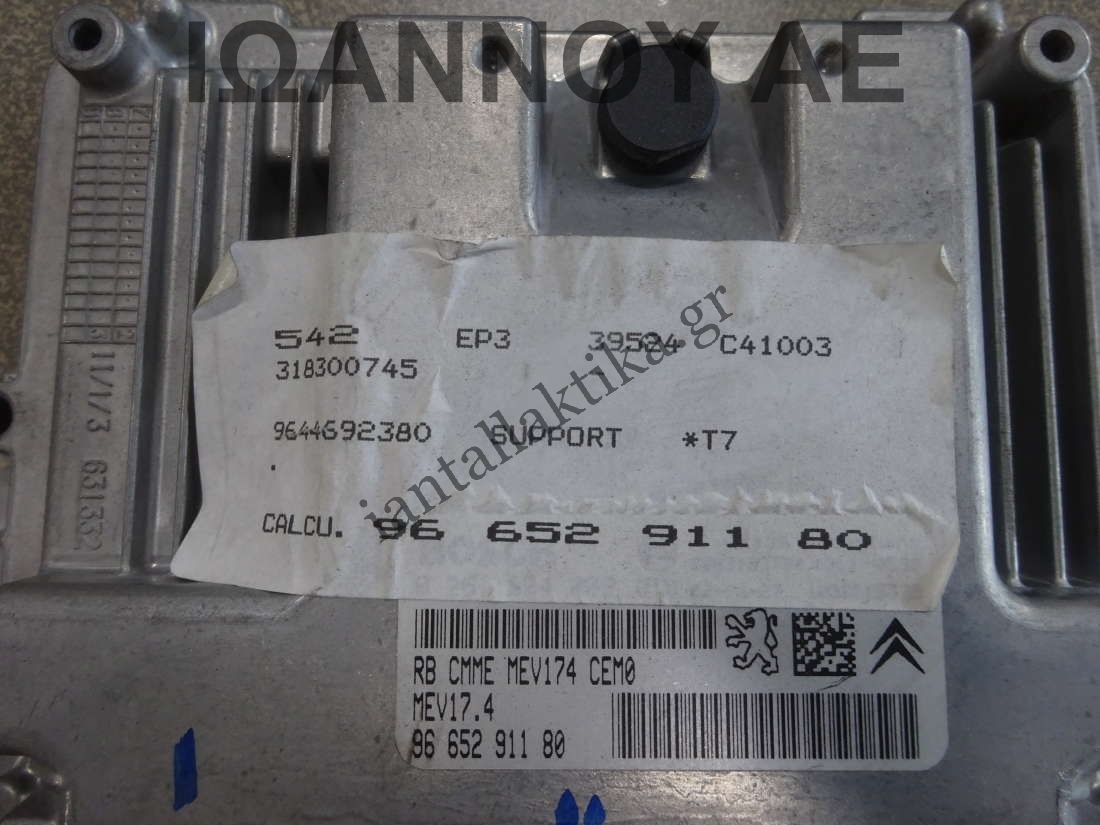 ΙΩΑΝΝΟΥ ΑΕ
542 EP3 39524 C41003
318300745
9644692380 SUPPORT *T7
.
CALCU. 96 652 911 80
iantallaktika.gr
11/1/3 631332
RB CMME MEV174 CEM0
MEV17.4
96 652 911 80